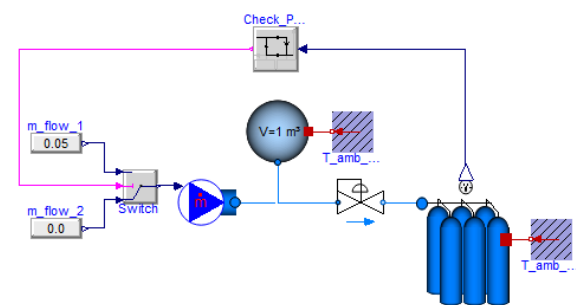 Check_P...
m_flow_1
0.05
V=1 m³
T_amb_...
Switch
ṁ
m_flow_2
0.0
T_amb_...